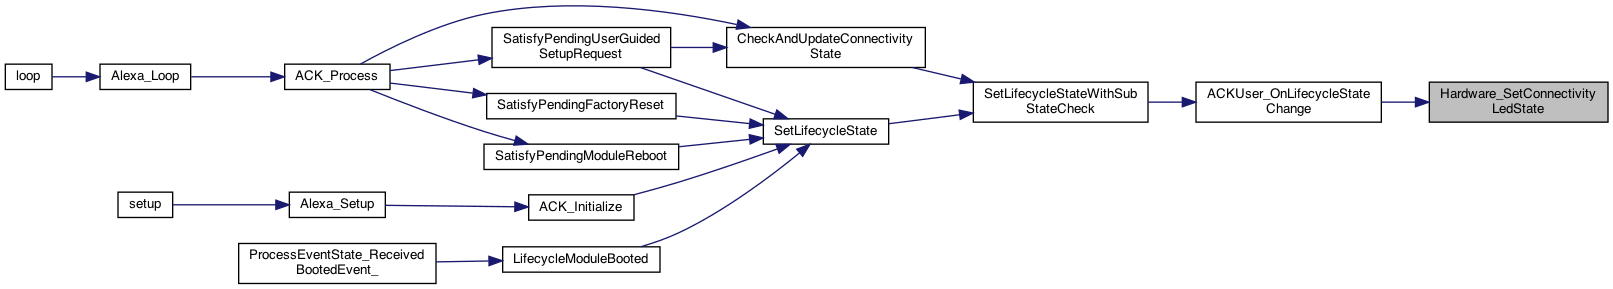 loop
Alexa_Loop
ACK_Process
SatisfyPendingUserGuided
SetupRequest
CheckAndUpdateConnectivity
State
SatisfyPendingFactoryReset
SatisfyPendingModuleReboot
SetLifecycleState
SetLifecycleStateWithSub
StateCheck
ACKUser_OnLifecycleState
Change
Hardware_SetConnectivity
LedState
setup
Alexa_Setup
ACK_Initialize
ProcessEventState_Received
BootedEvent_
LifecycleModuleBooted